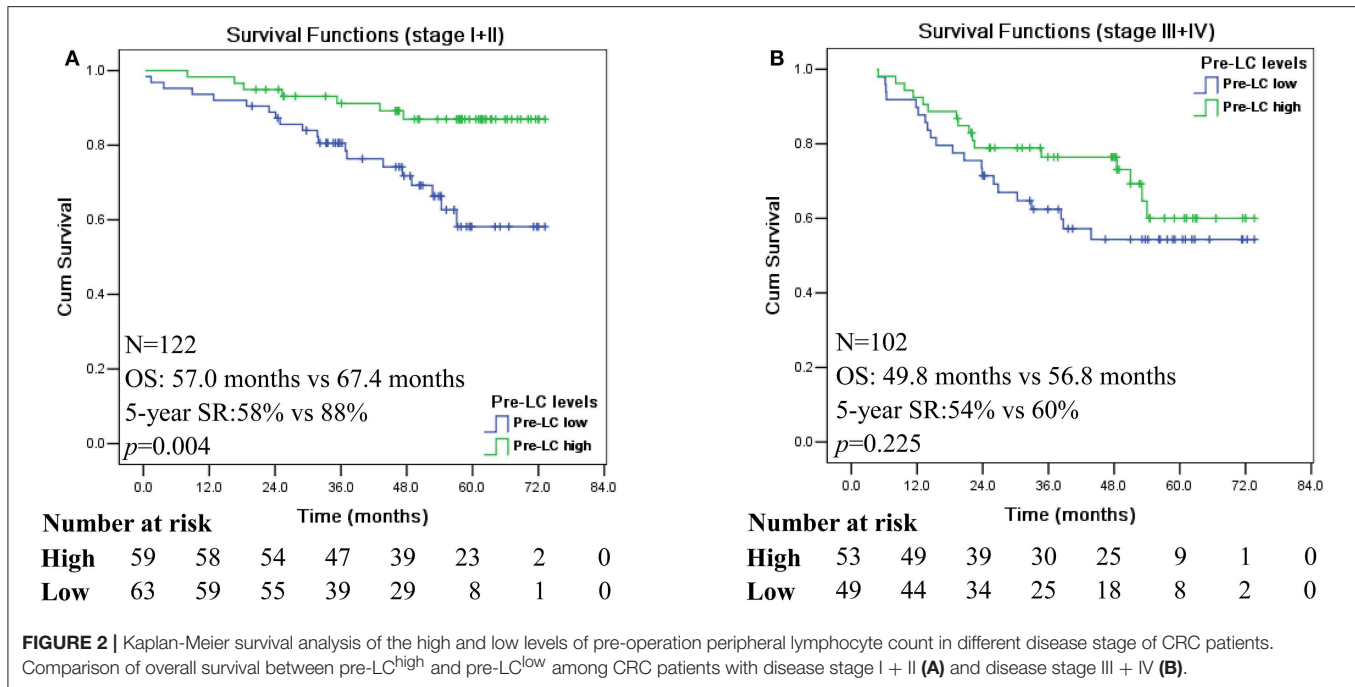 Survival Functions (stage I+II)
A
Pre-LC levels
Pre-LC low
Pre-LC high
Cum Survival
1.0
0.8
0.6
0.4
0.2
0.0
N=122
OS: 57.0 months vs 67.4 months
5-year SR:58% vs 88%
p=0.004
0.0 12.0 24.0 36.0 48.0 60.0 72.0 84.0
Time (months)
Number at risk
High 59 58 54 47 39 23 2 0
Low 63 59 55 39 29 8 1 0
Survival Functions (stage III+IV)
B
Pre-LC levels
Pre-LC low
Pre-LC high
Cum Survival
1.0
0.8
0.6
0.4
0.2
0.0
N=102
OS: 49.8 months vs 56.8 months
5-year SR:54% vs 60%
p=0.225
0.0 12.0 24.0 36.0 48.0 60.0 72.0 84.0
Time (months)
Number at risk
High 53 49 39 30 25 9 1 0
Low 49 44 34 25 18 8 2 0
FIGURE 2 | Kaplan-Meier survival analysis of the high and low levels of pre-operation peripheral lymphocyte count in different disease stage of CRC patients.
Comparison of overall survival between pre-LChigh and pre-LClow among CRC patients with disease stage I + II (A) and disease stage III + IV (B).